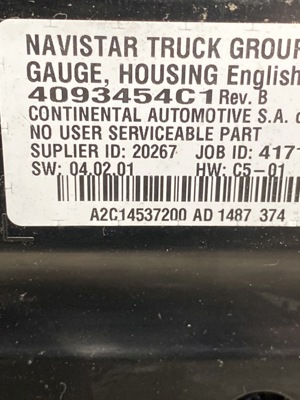 NAVISTAR TRUCK GROUP
GAUGE, HOUSING English
4093454C1 Rev. B
CONTINENTAL AUTOMOTIVE S.A.
NO USER SERVICEABLE PART
SUPLIER ID: 20267 JOB ID: 417
SW: 04.02.01 HW: C5-01
A2C14537200 AD 1487 374